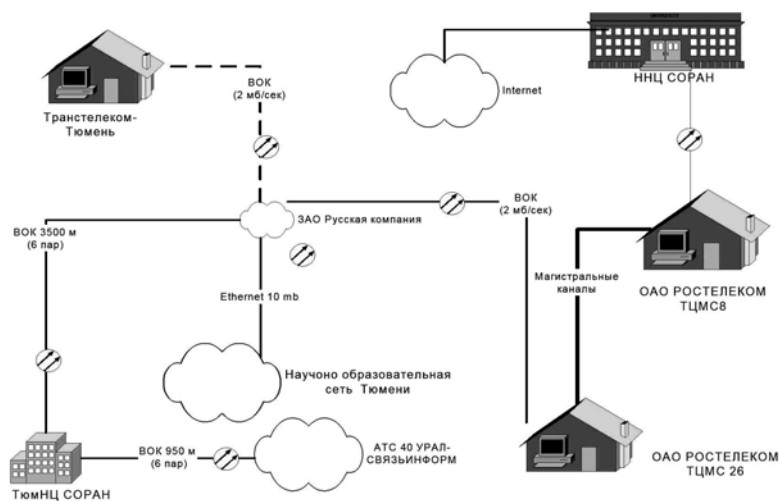 ВОК
(2 мб/сек)
Транстелеком-
Тюмень
Internet
ННЦ СОРАН
ЗАО Русская компания
ВОК
(2 мб/сек)
ВОК 3500 м
(6 пар)
Магистральные
каналы
ОАО РОСТЕЛЕКОМ
ТЦМС8
Ethernet 10 mb
Научоно образовательная
сеть Тюмени
ВОК 950 м
(6 пар)
АТС 40 УРАЛ-
СВЯЗЬИНФОРМ
ТюмНЦ СОРАН
ОАО РОСТЕЛЕКОМ
ТЦМС 26